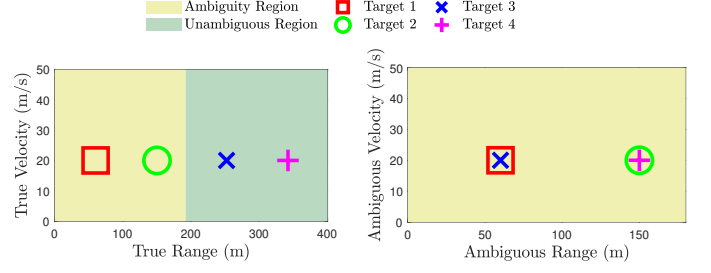 Ambiguity Region Target 1 Target 3
Unambiguous Region Target 2 Target 4
50
40
30
20
10
0
True Velocity (m/s)
0 100 200 300 400
True Range (m)
50
40
30
20
10
0
Ambiguous Velocity (m/s)
0 50 100 150
Ambiguous Range (m)